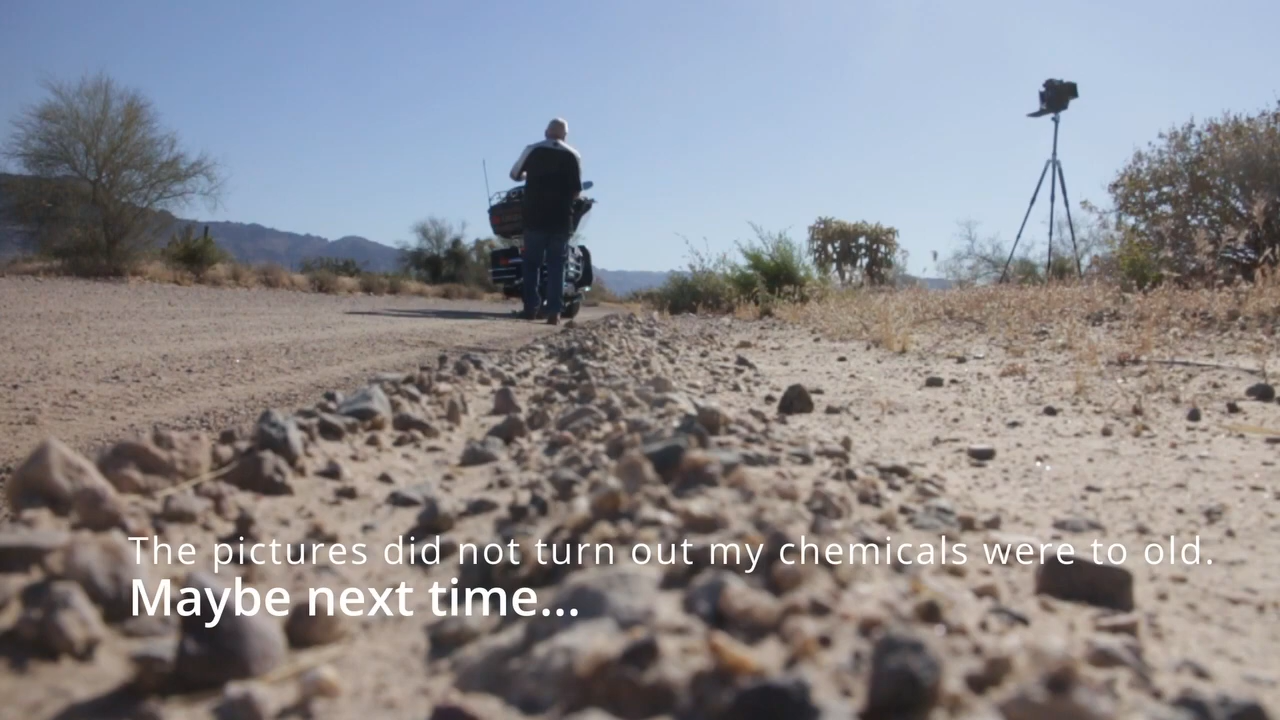 The pictures did not turn out my chemicals were to old.
Maybe next time...